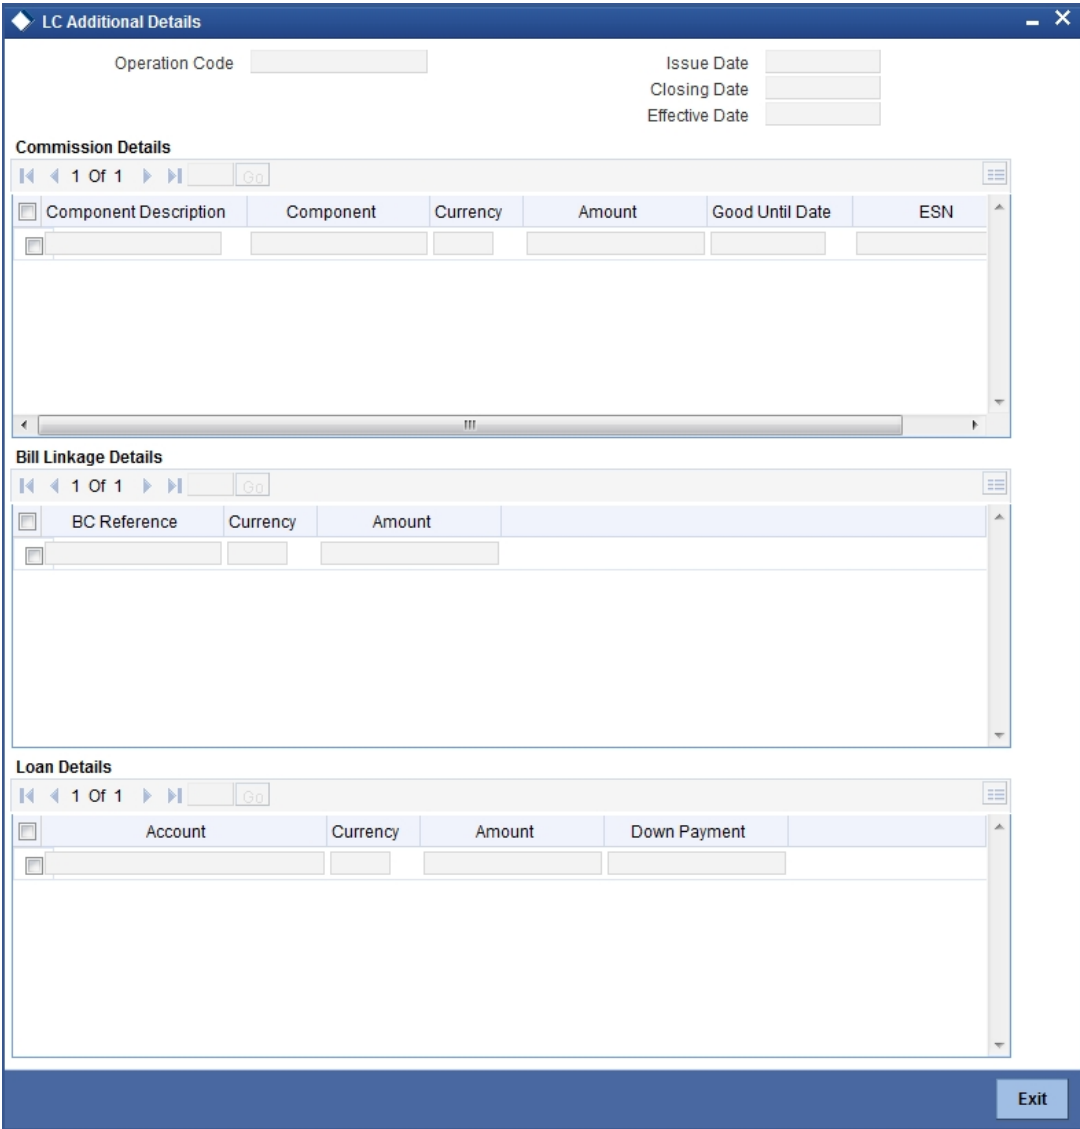 LC Additional Details
Operation Code
Issue Date
Closing Date
Effective Date
Commission Details
1 Of 1 Go
Component Description Component Currency Amount Good Until Date ESN
Bill Linkage Details
1 Of 1 Go
BC Reference Currency Amount
Loan Details
1 Of 1 Go
Account Currency Amount Down Payment
Exit